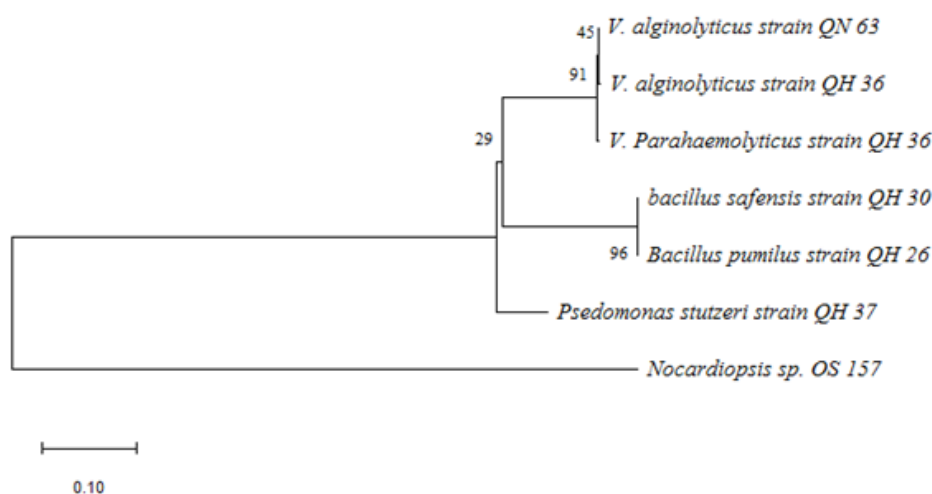 45
V. alginolyticus strain QN 63
91
V. alginolyticus strain QH 36
29
V. Parahaemolyticus strain QH 36
bacillus safensis strain QH 30
96
Bacillus pumilus strain QH 26
Psedomonas stutzeri strain QH 37
Nocardiopsis sp. OS 157
0.10